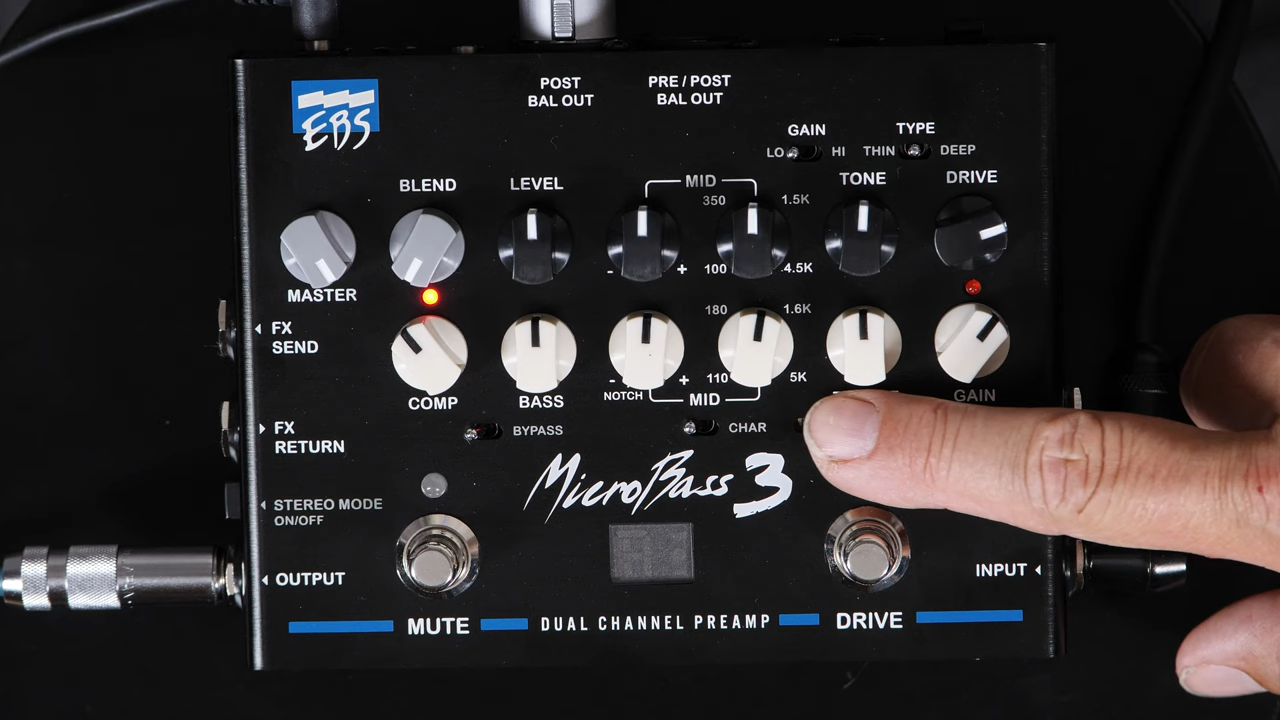 EBS
POST
BAL OUT
PRE / POST
BAL OUT
GAIN
LO HI
TYPE
THIN DEEP
BLEND
LEVEL
MID
350 1.5K
TONE
DRIVE
- + 100 4.5K
MASTER
180 1.6K
FX
SEND
- + 110 5K
NOTCH
MID
COMP
BASS
GAIN
BYPASS
CHAR
FX
RETURN
MicroBass 3
STEREO MODE
ON/OFF
OUTPUT
INPUT
MUTE
DUAL CHANNEL PREAMP
DRIVE